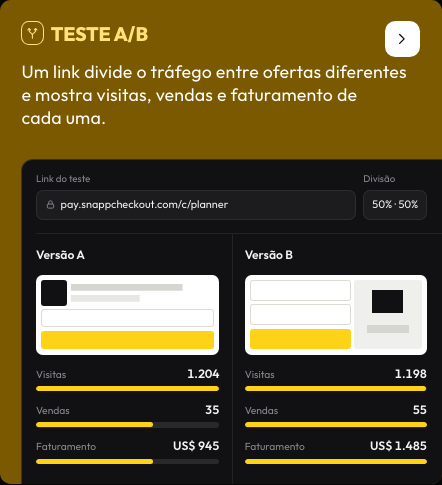 TESTE A/B
Um link divide o tráfego entre ofertas diferentes
e mostra visitas, vendas e faturamento de
cada uma.
Link do teste
Divisão
pay.snappcheckout.com/c/planner
50% · 50%
Versão A
Versão B
Visitas 1.204
Visitas 1.198
Vendas 35
Vendas 55
Faturamento US$ 945
Faturamento US$ 1.485